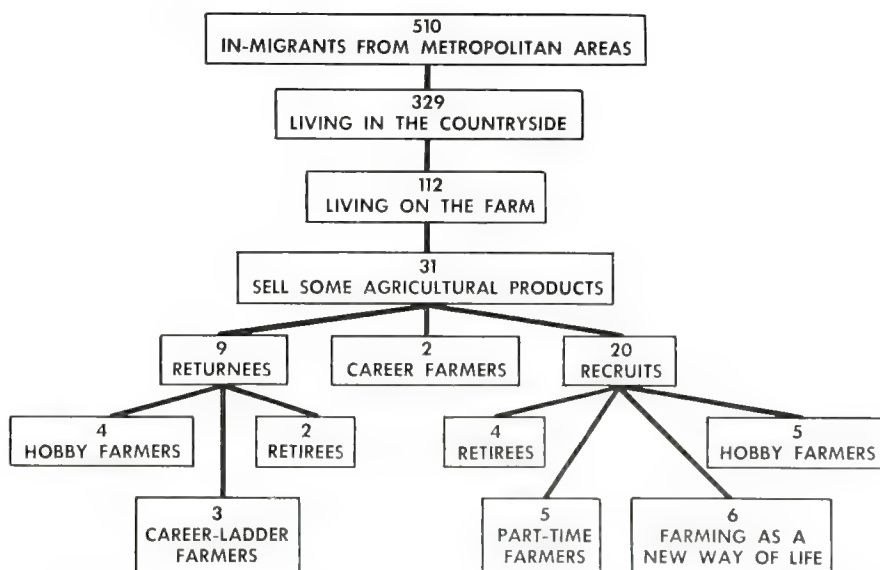 510
IN-MIGRANTS FROM METROPOLITAN AREAS
329
LIVING IN THE COUNTRYSIDE
112
LIVING ON THE FARM
31
SELL SOME AGRICULTURAL PRODUCTS
9
RETURNEES
2
CAREER FARMERS
20
RECRUITS
4
HOBBY FARMERS
2
RETIREES
4
RETIREES
5
HOBBY FARMERS
3
CAREER-LADDER
FARMERS
5
PART-TIME
FARMERS
6
FARMING AS A
NEW WAY OF LIFE